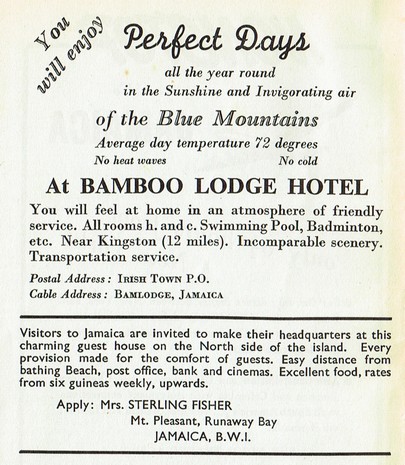 You
will enjoy
Perfect Days
all the year round
in the Sunshine and Invigorating air
of the Blue Mountains
Average day temperature 72 degrees
No heat waves No cold
At BAMBOO LODGE HOTEL
You will feel at home in an atmosphere of friendly
service. All rooms h. and c. Swimming Pool, Badminton,
etc. Near Kingston (12 miles). Incomparable scenery.
Transportation service.
Postal Address : IRISH TOWN P.O.
Cable Address : BAMLODGE, JAMAICA
Visitors to Jamaica are invited to make their headquarters at this
charming guest house on the North side of the island. Every
provision made for the comfort of guests. Easy distance from
bathing Beach, post office, bank and cinemas. Excellent food, rates
from six guineas weekly, upwards.
Apply: Mrs. STERLING FISHER
Mt. Pleasant, Runaway Bay
JAMAICA, B.W.I.